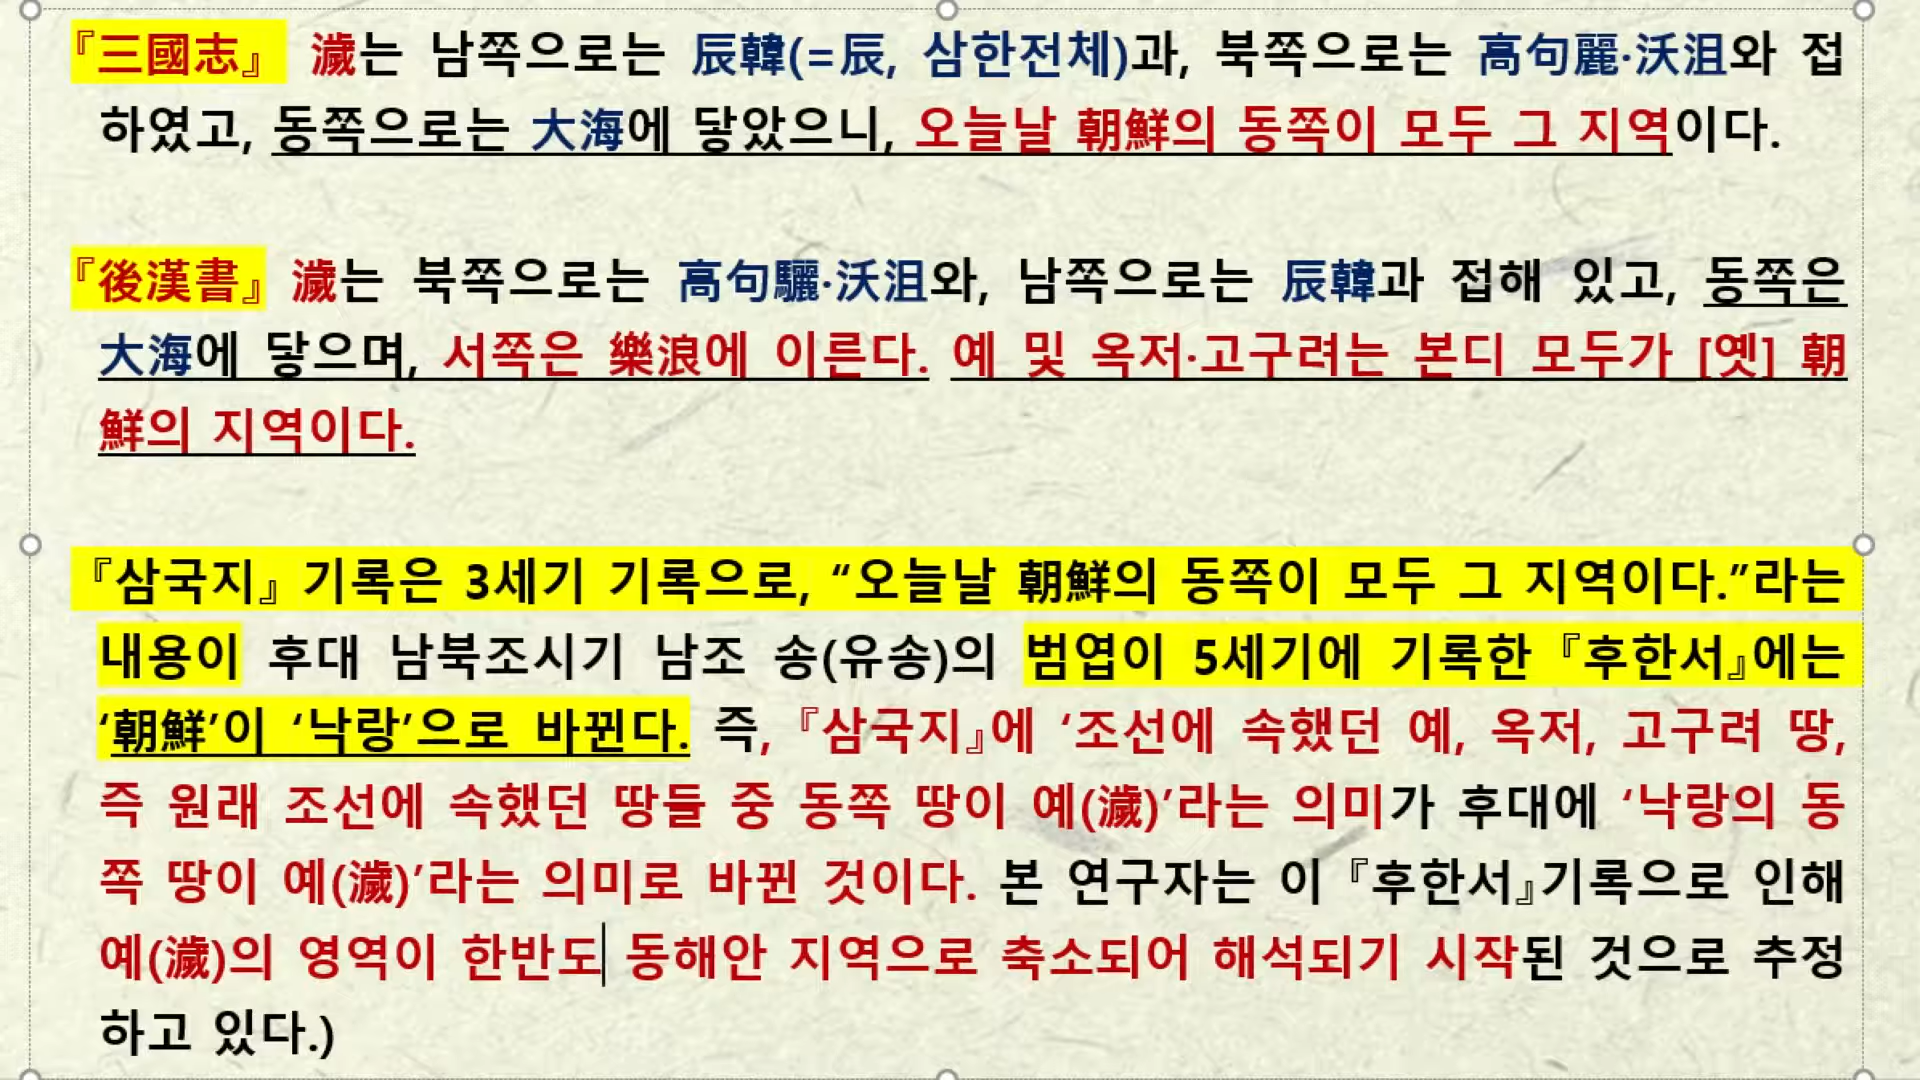 『三國志』 濊는 남쪽으로는 辰韓(=辰, 삼한전체)과, 북쪽으로는 高句麗·沃沮와 접
하였고, 동쪽으로는 大海에 닿았으니, 오늘날 朝鮮의 동쪽이 모두 그 지역이다.
『後漢書』 濊는 북쪽으로는 高句驪·沃沮와, 남쪽으로는 辰韓과 접해 있고, 동쪽은
大海에 닿으며, 서쪽은 樂浪에 이른다. 예 및 옥저·고구려는 본디 모두가 [옛] 朝
鮮의 지역이다.
『삼국지』 기록은 3세기 기록으로, “오늘날 朝鮮의 동쪽이 모두 그 지역이다.”라는
내용이 후대 남북조시기 남조 송(유송)의 범엽이 5세기에 기록한 『후한서』에는
‘朝鮮’이 ‘낙랑’으로 바뀐다. 즉, 『삼국지』에 ‘조선에 속했던 예, 옥저, 고구려 땅,
즉 원래 조선에 속했던 땅들 중 동쪽 땅이 예(濊)’라는 의미가 후대에 ‘낙랑의 동
쪽 땅이 예(濊)’라는 의미로 바뀐 것이다. 본 연구자는 이 『후한서』기록으로 인해
예(濊)의 영역이 한반도 동해안 지역으로 축소되어 해석되기 시작된 것으로 추정
하고 있다.)